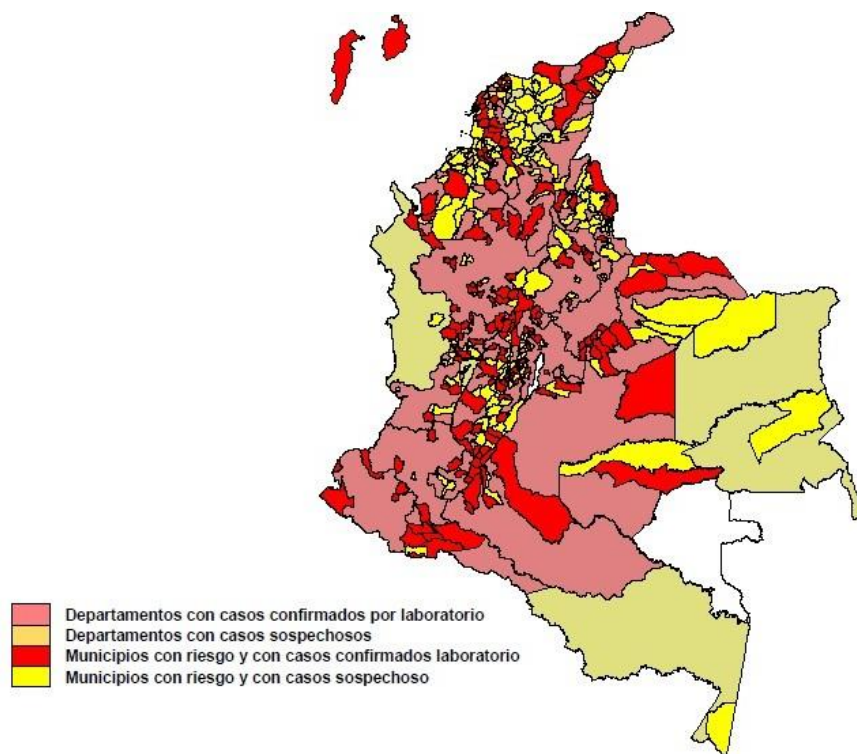 Departamentos con casos confirmados por laboratorio
Departamentos con casos sospechosos
Municipios con riesgo y con casos confirmados laboratorio
Municipios con riesgo y con casos sospechoso